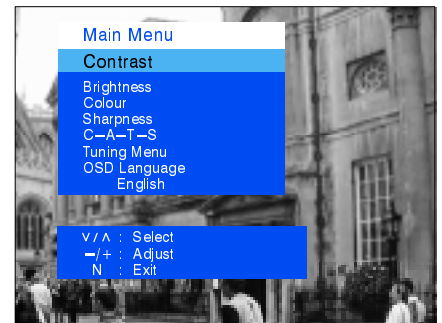 Main Menu
Contrast
Brightness
Colour
Sharpness
C–A–T–S
Tuning Menu
OSD Language
English
∨/∧ : Select
–/+ : Adjust
N : Exit